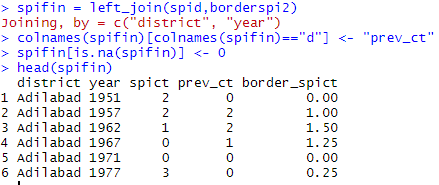 > spifin = left_join(spid,borderspi2)
Joining, by = c("district", "year")
> colnames(spifin)[colnames(spifin)=="d"] <- "prev_ct"
> spifin[is.na(spifin)] <- 0
> head(spifin)
district year spict prev_ct border_spict
1 Adilabad 1951 2 0 0.00
2 Adilabad 1957 2 2 1.00
3 Adilabad 1962 1 2 1.50
4 Adilabad 1967 0 1 1.25
5 Adilabad 1971 0 0 0.00
6 Adilabad 1977 3 0 0.25